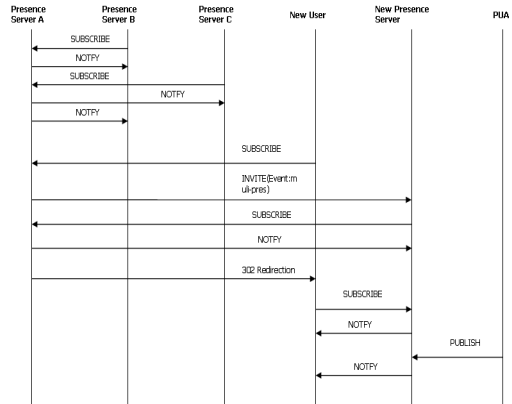 Presence
Server A
Presence
Server B
Presence
Server C
New User
New Presence
Server
PUA
SUBSCRIBE
NOTFY
SUBSCRIBE
NOTFY
NOTFY
SUBSCRIBE
INVITE(Event:m
uli-pres)
SUBSCRIBE
NOTFY
302 Redirection
SUBSCRIBE
NOTFY
PUBLISH
NOTFY